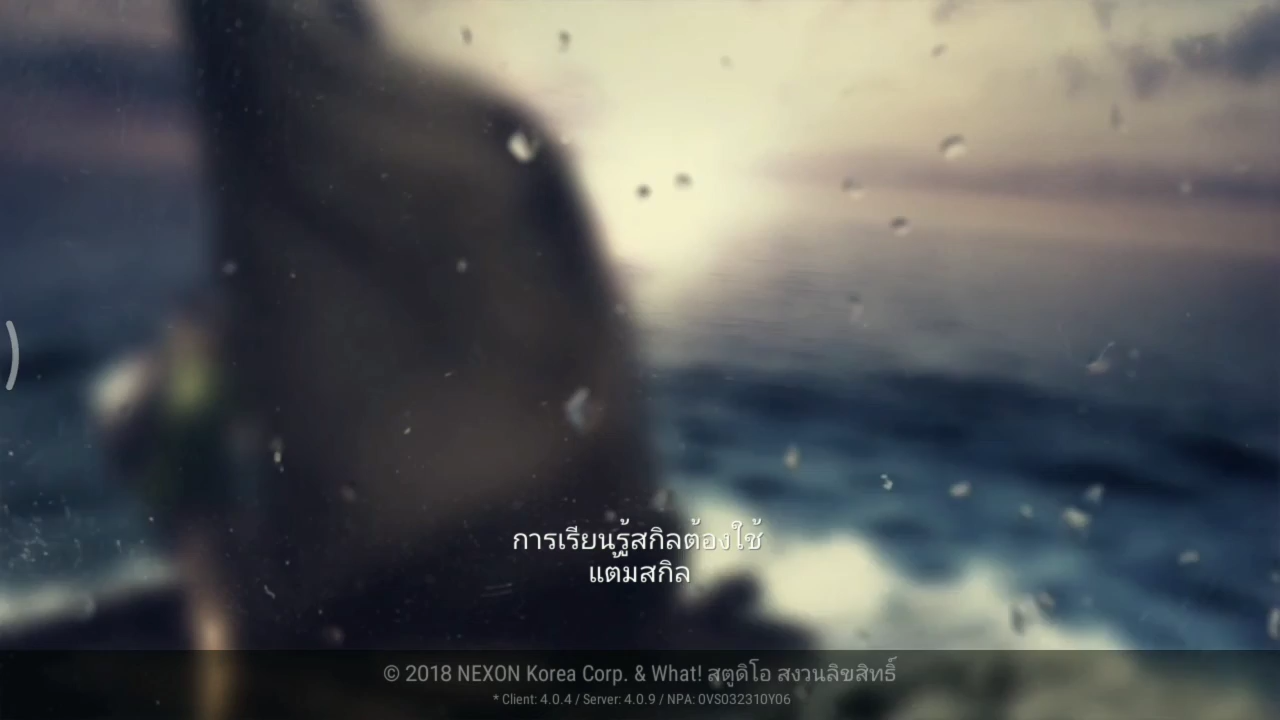 การเรียนรู้สกิลต้องใช้
แต้มสกิล
© 2018 NEXON Korea Corp. & What! สตูดิโอ สงวนลิขสิทธิ์
* Client: 4.0.4 / Server: 4.0.9 / NPA: 0VS032310Y06